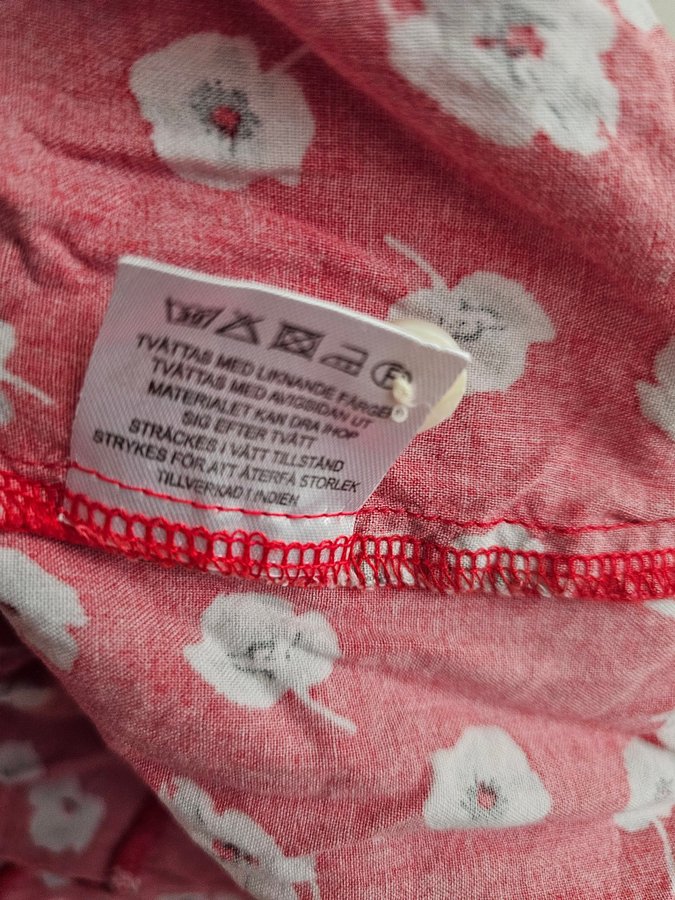 TVÄTTAS MED LIKNANDE FÄRGER
TVÄTTAS MED AVIGSIDAN UT
MATERIALET KAN DRA IHOP
SIG EFTER TVÄTT
STRÄCKES I VÅTT TILLSTÅND
STRYKES FÖR ATT ÅTERFÅ STORLEK
TILLVERKAD I INDIEN